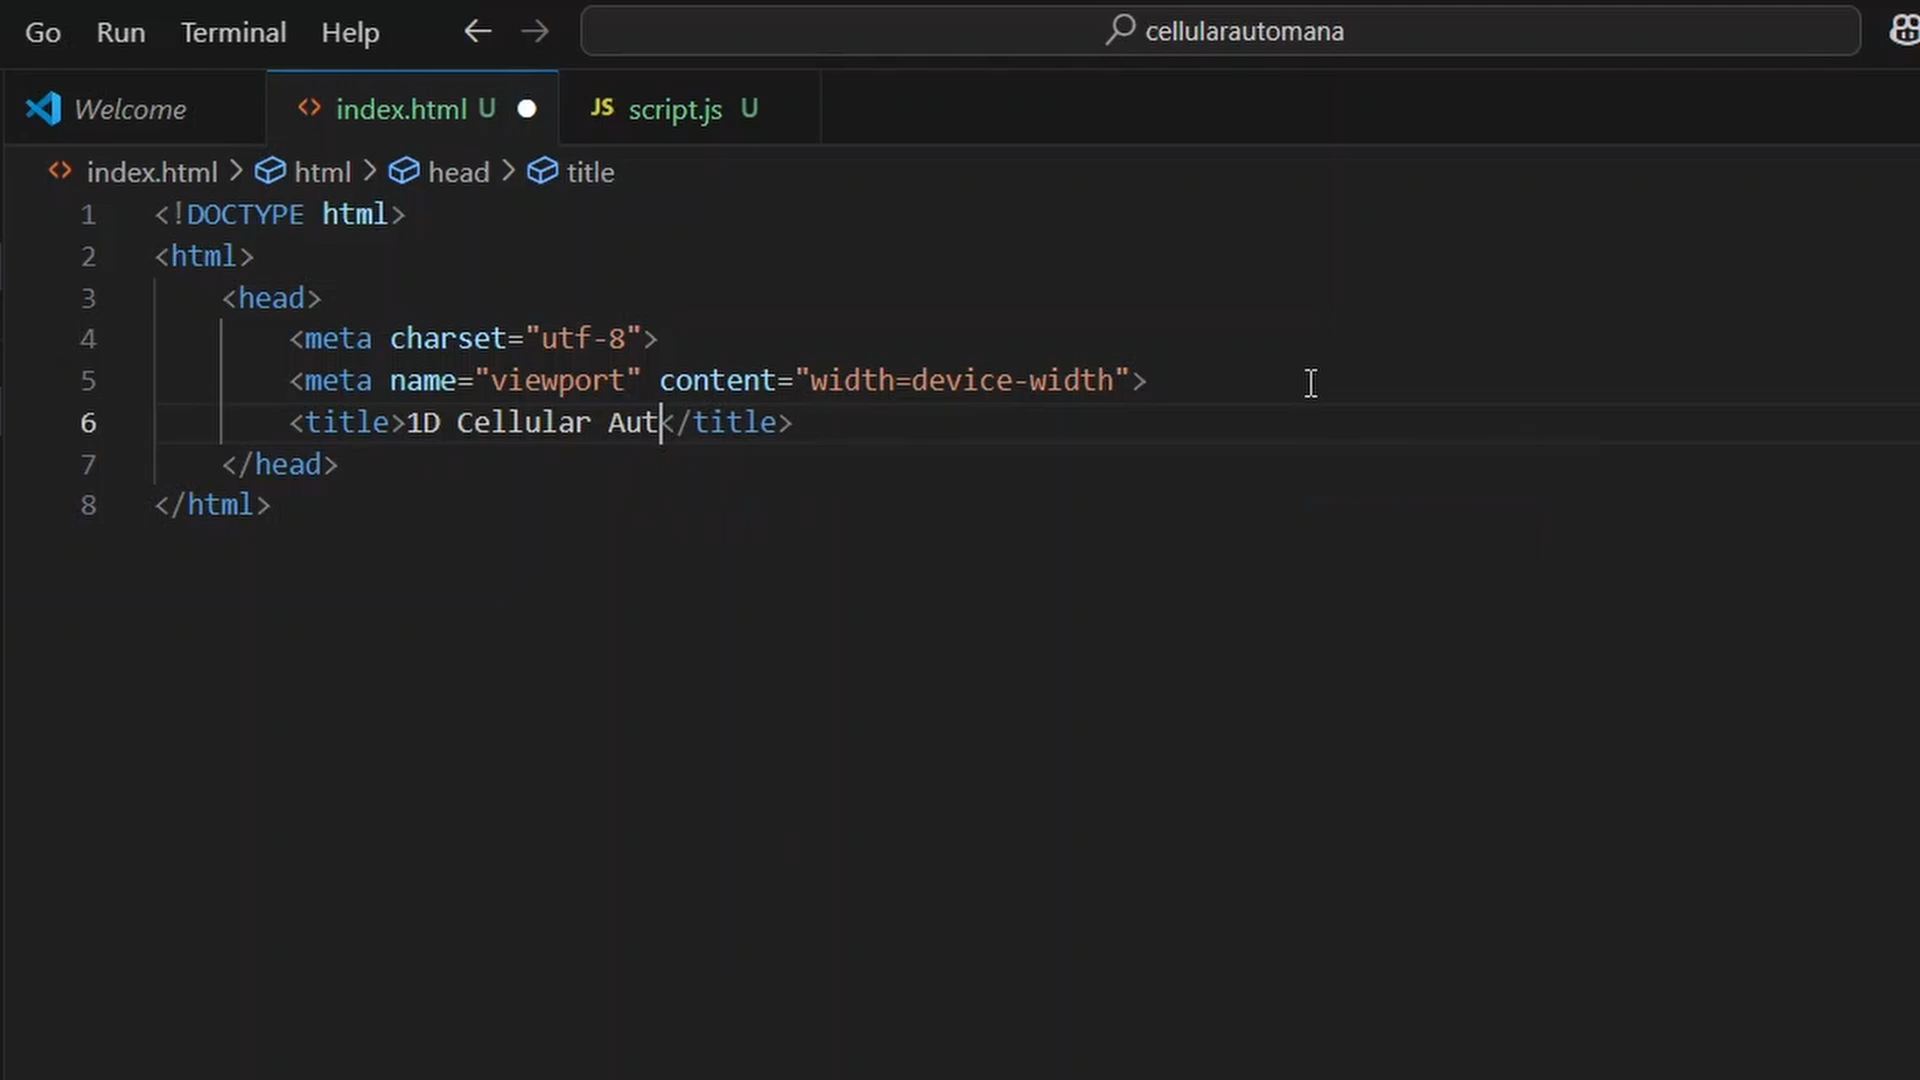 Go Run Terminal Help cellularautomana
Welcome index.html U JS script.js U
index.html > html > head > title
1 <!DOCTYPE html>
2 <html>
3 <head>
4 <meta charset="utf-8">
5 <meta name="viewport" content="width=device-width">
6 <title>1D Cellular Aut</title>
7 </head>
8 </html>